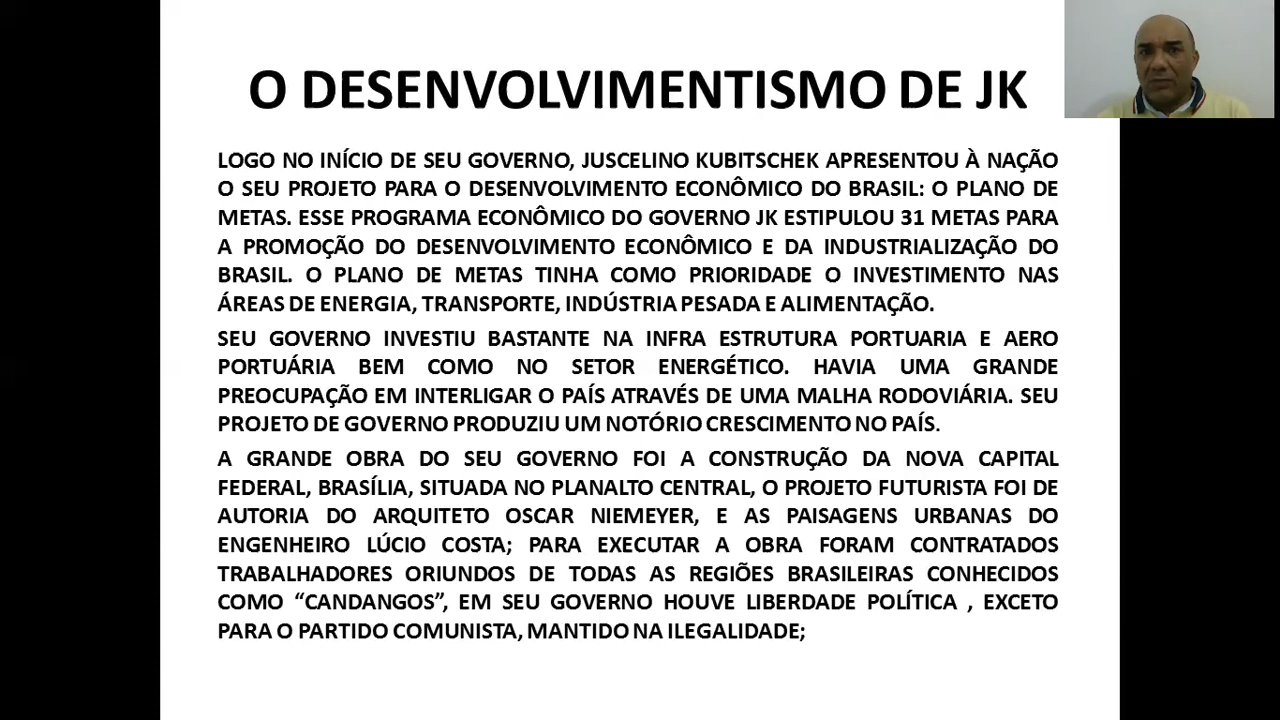 O DESENVOLVIMENTISMO DE JK
LOGO NO INÍCIO DE SEU GOVERNO, JUSCELINO KUBITSCHEK APRESENTOU À NAÇÃO
O SEU PROJETO PARA O DESENVOLVIMENTO ECONÔMICO DO BRASIL: O PLANO DE
METAS. ESSE PROGRAMA ECONÔMICO DO GOVERNO JK ESTIPULOU 31 METAS PARA
A PROMOÇÃO DO DESENVOLVIMENTO ECONÔMICO E DA INDUSTRIALIZAÇÃO DO
BRASIL. O PLANO DE METAS TINHA COMO PRIORIDADE O INVESTIMENTO NAS
ÁREAS DE ENERGIA, TRANSPORTE, INDÚSTRIA PESADA E ALIMENTAÇÃO.
SEU GOVERNO INVESTIU BASTANTE NA INFRA ESTRUTURA PORTUARIA E AERO
PORTUÁRIA BEM COMO NO SETOR ENERGÉTICO. HAVIA UMA GRANDE
PREOCUPAÇÃO EM INTERLIGAR O PAÍS ATRAVÉS DE UMA MALHA RODOVIÁRIA. SEU
PROJETO DE GOVERNO PRODUZIU UM NOTÓRIO CRESCIMENTO NO PAÍS.
A GRANDE OBRA DO SEU GOVERNO FOI A CONSTRUÇÃO DA NOVA CAPITAL
FEDERAL, BRASÍLIA, SITUADA NO PLANALTO CENTRAL, O PROJETO FUTURISTA FOI DE
AUTORIA DO ARQUITETO OSCAR NIEMEYER, E AS PAISAGENS URBANAS DO
ENGENHEIRO LÚCIO COSTA; PARA EXECUTAR A OBRA FORAM CONTRATADOS
TRABALHADORES ORIUNDOS DE TODAS AS REGIÕES BRASILEIRAS CONHECIDOS
COMO “CANDANGOS”, EM SEU GOVERNO HOUVE LIBERDADE POLÍTICA , EXCETO
PARA O PARTIDO COMUNISTA, MANTIDO NA ILEGALIDADE;